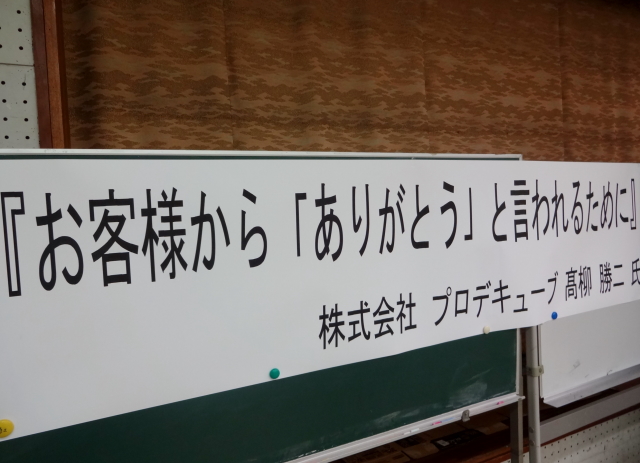 『お客様から「ありがとう」と言われるために』
株式会社 プロデキューブ 髙柳 勝二 氏